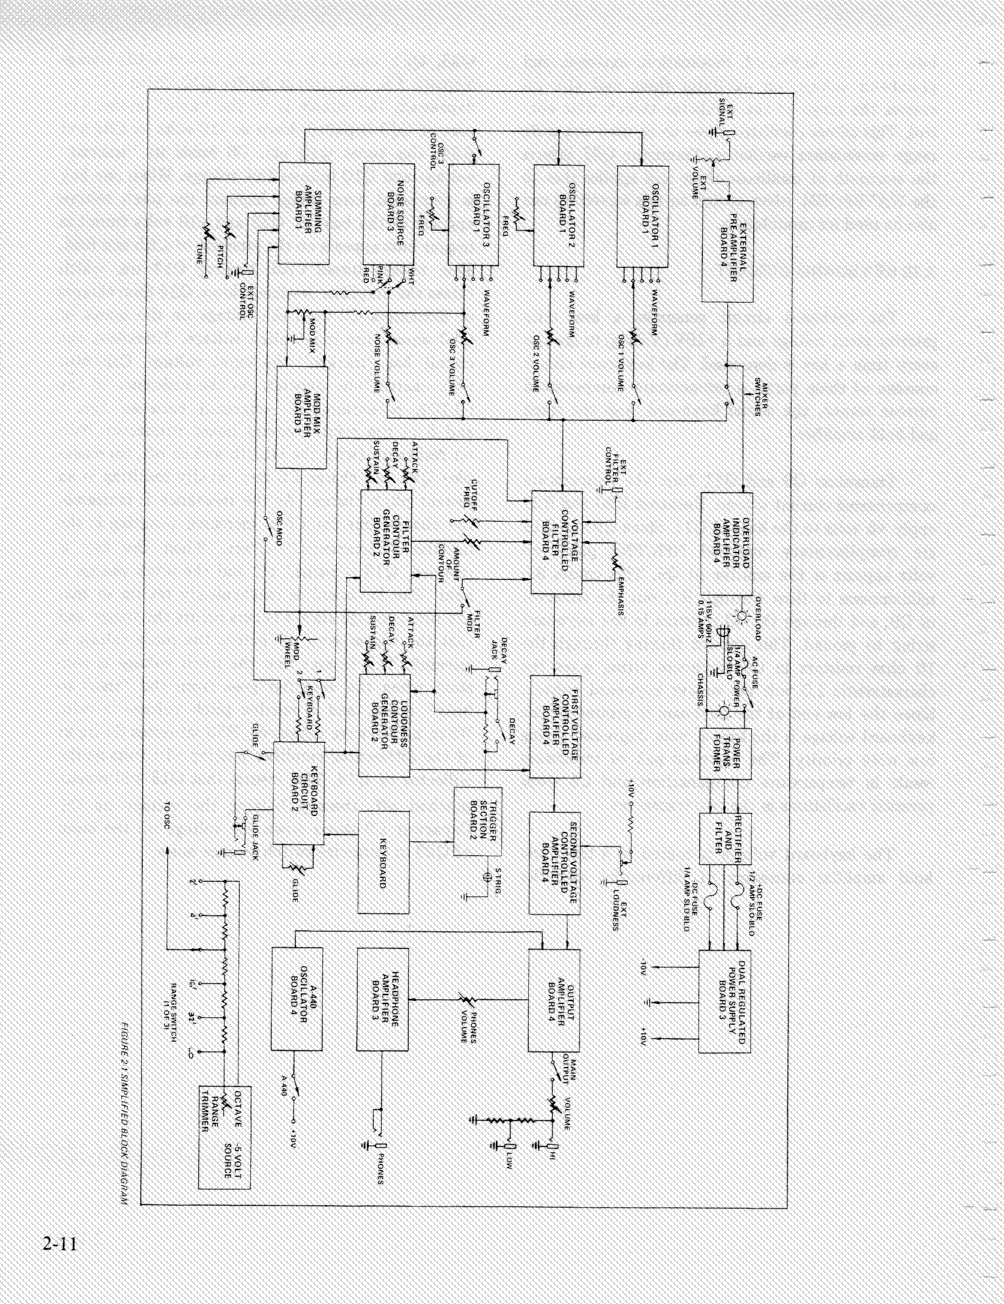 EXT
SIGNAL
EXT
VOLUME
EXTERNAL
PRE-AMPLIFIER
BOARD 4
MIXER
SWITCHES
OVERLOAD
INDICATOR
AMPLIFIER
BOARD 4
OVERLOAD
115V, 60HZ
0.15 AMPS
AC FUSE
1/4 AMP
SLO-BLO
POWER
CHASSIS
POWER
TRANS
FORMER
RECTIFIER
AND
FILTER
+DC FUSE
1/2 AMP SLO-BLO
-DC FUSE
1/4 AMP SLO-BLO
DUAL REGULATED
POWER SUPPLY
BOARD 3
-10V
+10V
OSCILLATOR 1
BOARD 1
WAVEFORM
OSC 1 VOLUME
OSCILLATOR 2
BOARD 1
FREQ
WAVEFORM
OSC 2 VOLUME
OSC 3
CONTROL
OSCILLATOR 3
BOARD 1
FREQ
WAVEFORM
OSC 3 VOLUME
NOISE SOURCE
BOARD 3
WHT
PINK
RED
NOISE VOLUME
SUMMING
AMPLIFIER
BOARD 1
TUNE
PITCH
EXT OSC
CONTROL
MOD MIX
MOD MIX
AMPLIFIER
BOARD 3
OSC MOD
EXT
FILTER
CONTROL
VOLTAGE
CONTROLLED
FILTER
BOARD 4
EMPHASIS
CUTOFF
FREQ
AMOUNT
OF
CONTOUR
FILTER
MOD
ATTACK
DECAY
SUSTAIN
FILTER
CONTOUR
GENERATOR
BOARD 2
MOD
WHEEL
1
2
KEYBOARD
ATTACK
DECAY
SUSTAIN
LOUDNESS
CONTOUR
GENERATOR
BOARD 2
DECAY
JACK
DECAY
FIRST VOLTAGE
CONTROLLED
AMPLIFIER
BOARD 4
+10V
SECOND VOLTAGE
CONTROLLED
AMPLIFIER
BOARD 4
EXT
LOUDNESS
TRIGGER
SECTION
BOARD 2
S-TRIG
KEYBOARD
KEYBOARD
CIRCUIT
BOARD 2
GLIDE
GLIDE JACK
GLIDE
OUTPUT
AMPLIFIER
BOARD 4
MAIN
OUTPUT
VOLUME
HI
LOW
PHONES
VOLUME
HEADPHONE
AMPLIFIER
BOARD 3
PHONES
A-440
OSCILLATOR
BOARD 4
A-440
+10V
TO OSC
2'
4'
16'
32'
LO
RANGE SWITCH
(1 OF 3)
OCTAVE
RANGE
TRIMMER
-5 VOLT
SOURCE
FIGURE 2-1 SIMPLIFIED BLOCK DIAGRAM
2-11